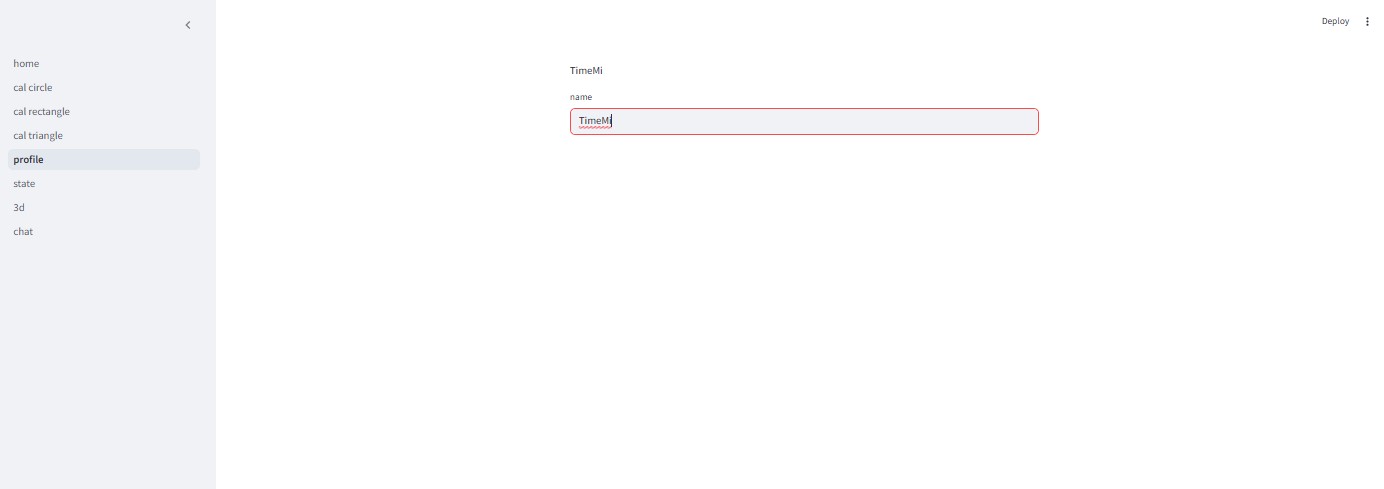 Deploy
home
cal circle
cal rectangle
cal triangle
profile
state
3d
chat
TimeMi
name
TimeMi